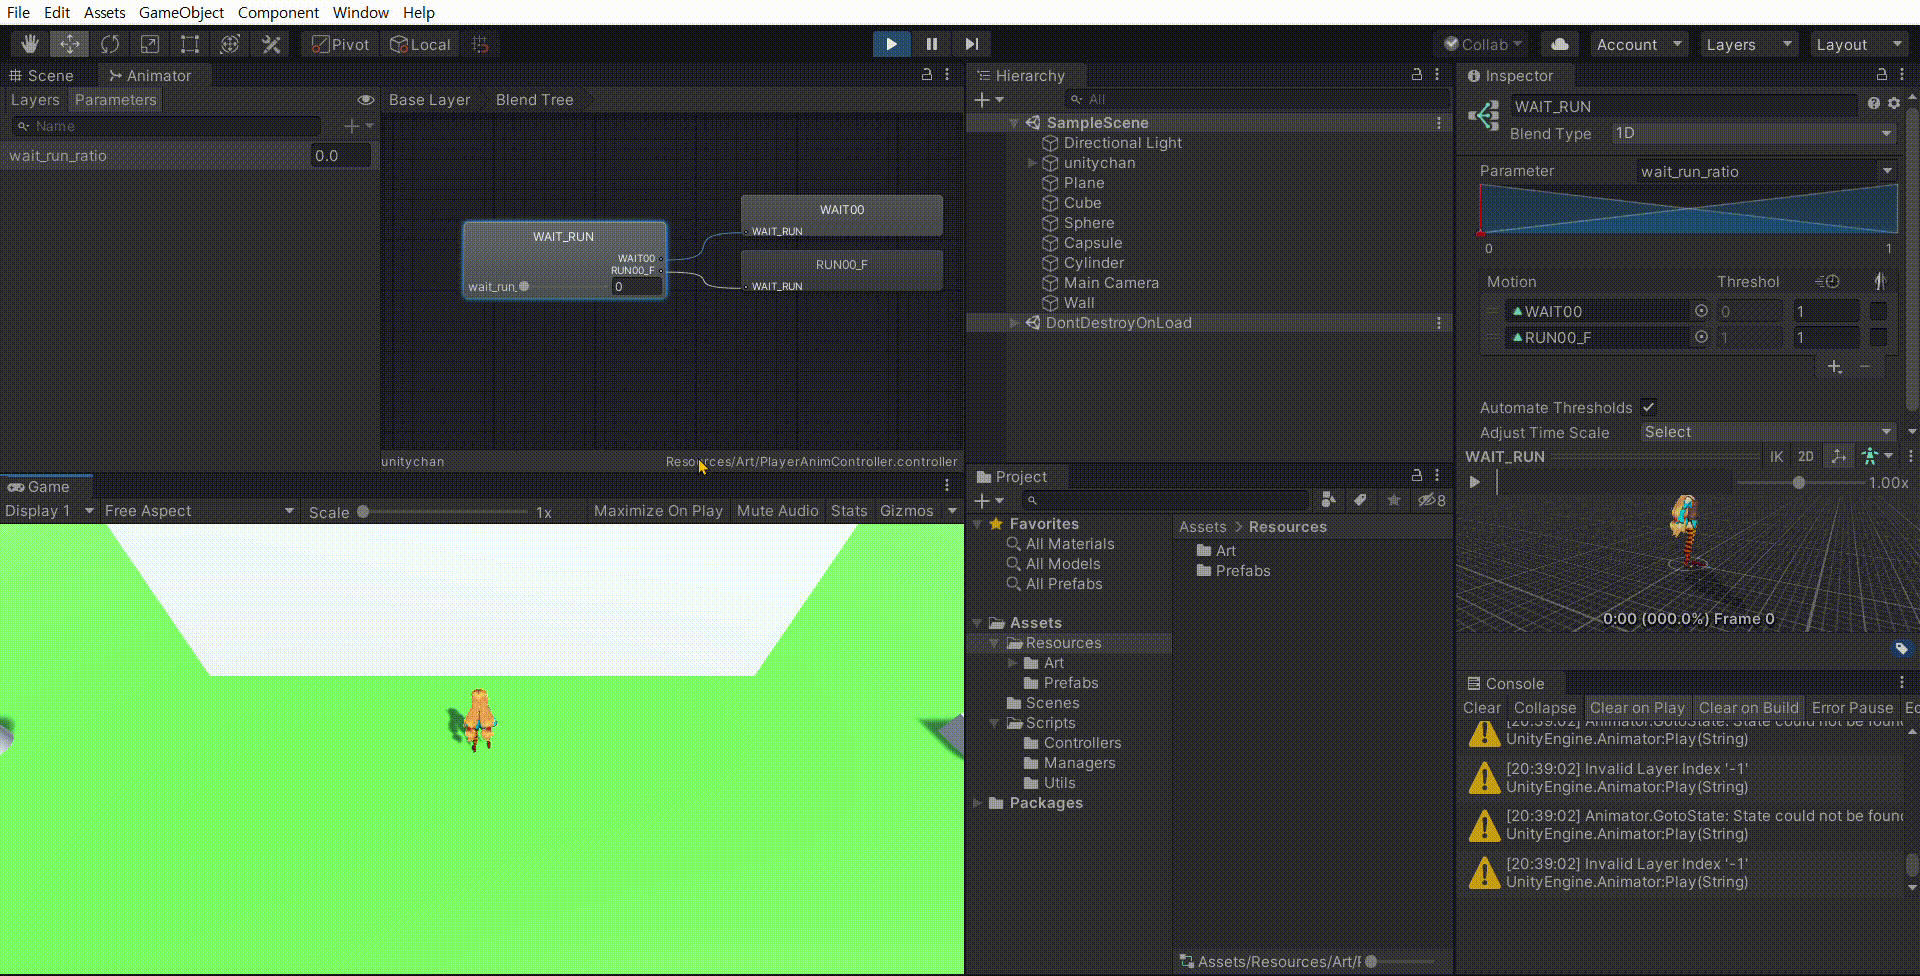 File Edit Assets GameObject Component Window Help
Pivot Local Collab Account Layers Layout
Scene Animator
Layers Parameters Base Layer Blend Tree
Name
wait_run_ratio 0.0
WAIT_RUN
WAIT00
RUN00_F
wait_run_ 0
WAIT00
WAIT_RUN
RUN00_F
WAIT_RUN
unitychan Resources/Art/PlayerAnimController.controller
Game
Display 1 Free Aspect Scale 1x Maximize On Play Mute Audio Stats Gizmos
Hierarchy
All
SampleScene
Directional Light
unitychan
Plane
Cube
Sphere
Capsule
Cylinder
Main Camera
Wall
DontDestroyOnLoad
Project
8
Favorites
All Materials
All Models
All Prefabs
Assets
Resources
Art
Prefabs
Scenes
Scripts
Controllers
Managers
Utils
Packages
Assets > Resources
Art
Prefabs
Assets/Resources/Art/
Inspector
WAIT_RUN
Blend Type 1D
Parameter wait_run_ratio
0 1
Motion Threshol
WAIT00 0 1
RUN00_F 1 1
Automate Thresholds
Adjust Time Scale Select
WAIT_RUN IK 2D
1.00x
0:00 (000.0%) Frame 0
Console
Clear Collapse Clear on Play Clear on Build Error Pause
[20:39:02] Animator.GotoState: State could not be foun
UnityEngine.Animator:Play(String)
[20:39:02] Invalid Layer Index '-1'
UnityEngine.Animator:Play(String)
[20:39:02] Animator.GotoState: State could not be foun
UnityEngine.Animator:Play(String)
[20:39:02] Invalid Layer Index '-1'
UnityEngine.Animator:Play(String)